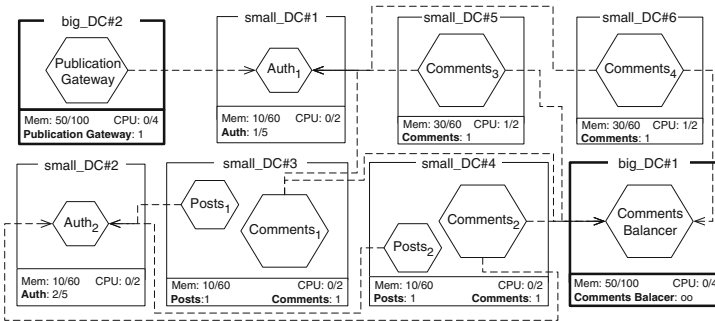 big_DC#2
small_DC#1
small_DC#5
small_DC#6
Publication
Gateway
Auth1
Comments3
Comments4
Mem: 50/100 CPU: 0/4
Publication Gateway: 1
Mem: 10/60 CPU: 0/2
Auth: 1/5
Mem: 30/60 CPU: 1/2
Comments: 1
Mem: 30/60 CPU: 1/2
Comments: 1
small_DC#2
small_DC#3
small_DC#4
big_DC#1
Auth2
Posts1
Comments1
Posts2
Comments2
Comments
Balancer
Mem: 10/60 CPU: 0/2
Auth: 2/5
Mem: 10/60 CPU: 0/2
Posts:1 Comments: 1
Mem: 10/60 CPU: 0/2
Posts: 1 Comments: 1
Mem: 50/100 CPU: 0/4
Comments Balacer: oo